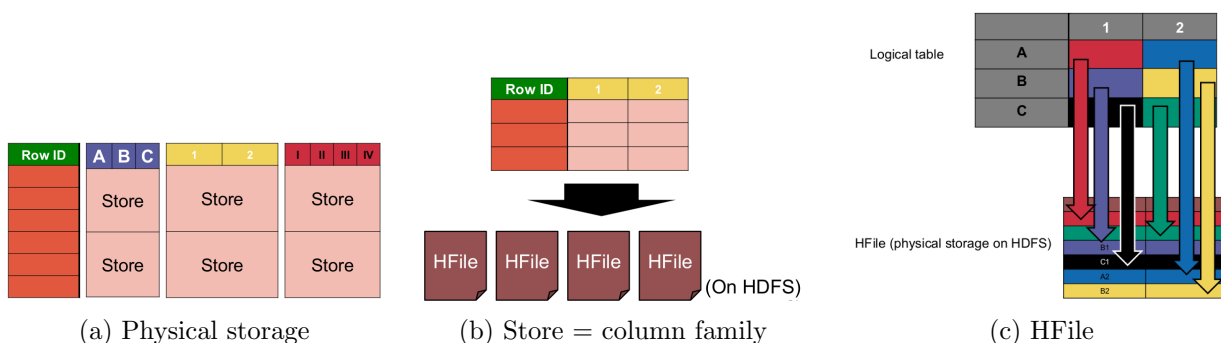 Row ID A B C 1 2 I II III IV
Store Store Store
Store Store Store
(a) Physical storage
Row ID 1 2
HFile HFile HFile HFile
(On HDFS)
(b) Store = column family
1 2
Logical table
A
B
C
HFile (physical storage on HDFS)
B1
C1
A2
B2
(c) HFile